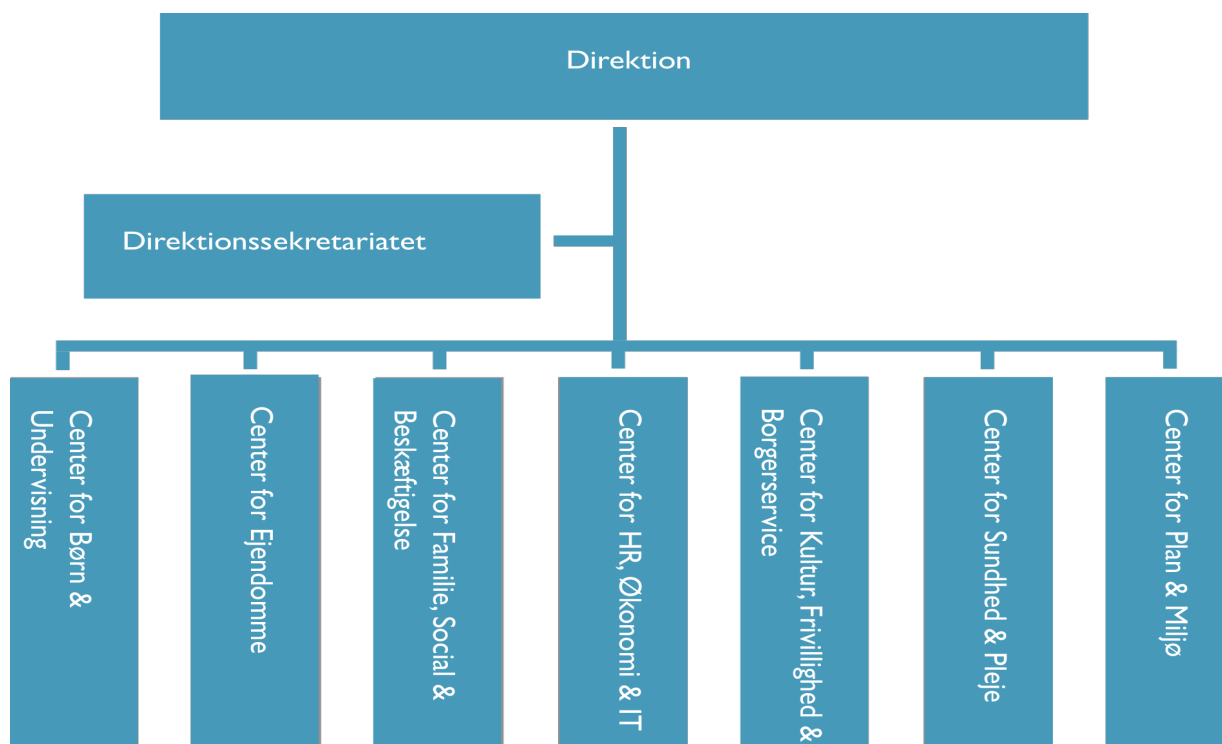 Direktion
Direktionssekretariatet
Center for Børn &
Undervisning
Center for Ejendomme
Center for Familie, Social &
Beskæftigelse
Center for HR, Økonomi & IT
Center for Kultur, Frivillighed &
Borgerservice
Center for Sundhed & Pleje
Center for Plan & Miljø